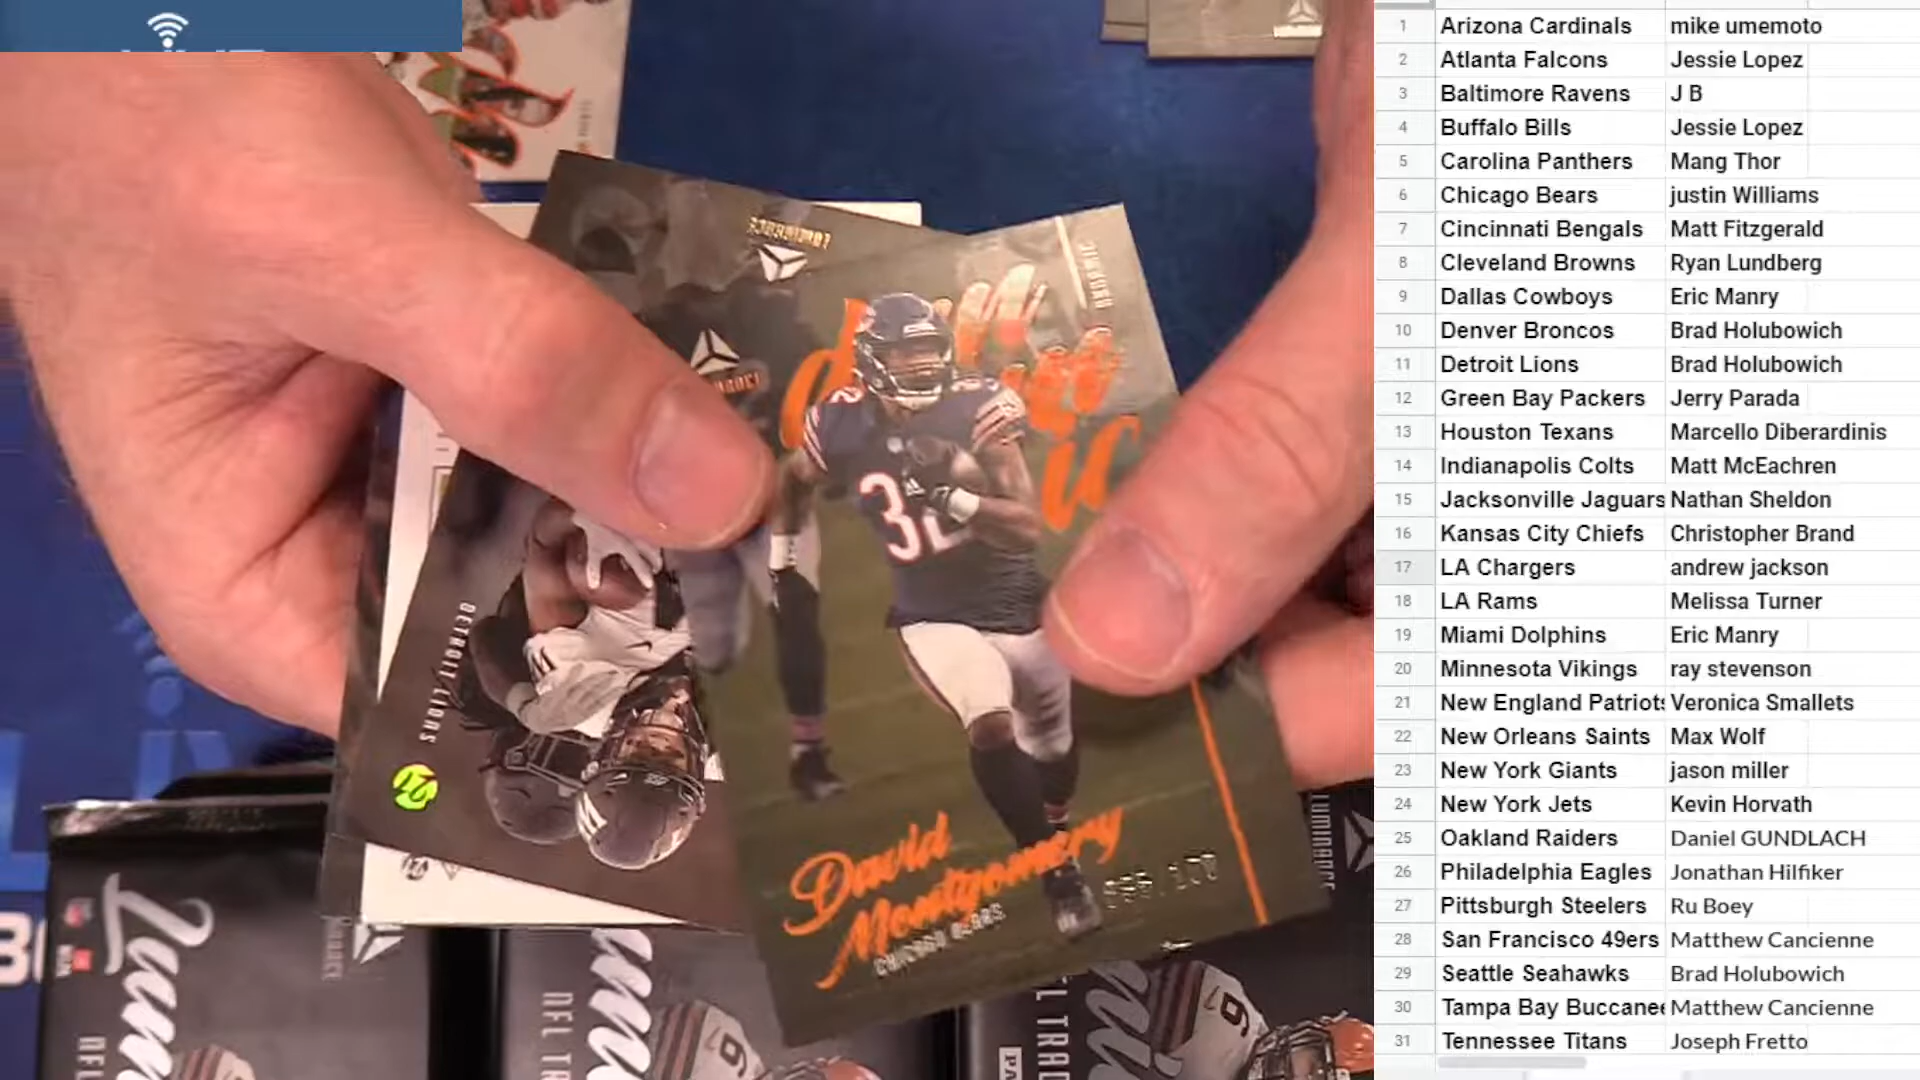 LUMINANCE
dynamic
32
DETROIT LIONS
David
Montgomery
CHICAGO BEARS
LUMINANCE
1 Arizona Cardinals mike umemoto
2 Atlanta Falcons Jessie Lopez
3 Baltimore Ravens J B
4 Buffalo Bills Jessie Lopez
5 Carolina Panthers Mang Thor
6 Chicago Bears justin Williams
7 Cincinnati Bengals Matt Fitzgerald
8 Cleveland Browns Ryan Lundberg
9 Dallas Cowboys Eric Manry
10 Denver Broncos Brad Holubowich
11 Detroit Lions Brad Holubowich
12 Green Bay Packers Jerry Parada
13 Houston Texans Marcello Diberardinis
14 Indianapolis Colts Matt McEachren
15 Jacksonville Jaguars Nathan Sheldon
16 Kansas City Chiefs Christopher Brand
17 LA Chargers andrew jackson
18 LA Rams Melissa Turner
19 Miami Dolphins Eric Manry
20 Minnesota Vikings ray stevenson
21 New England Patriots Veronica Smallets
22 New Orleans Saints Max Wolf
23 New York Giants jason miller
24 New York Jets Kevin Horvath
25 Oakland Raiders Daniel GUNDLACH
26 Philadelphia Eagles Jonathan Hilfiker
27 Pittsburgh Steelers Ru Boey
28 San Francisco 49ers Matthew Cancienne
29 Seattle Seahawks Brad Holubowich
30 Tampa Bay Buccanee Matthew Cancienne
31 Tennessee Titans Joseph Fretto